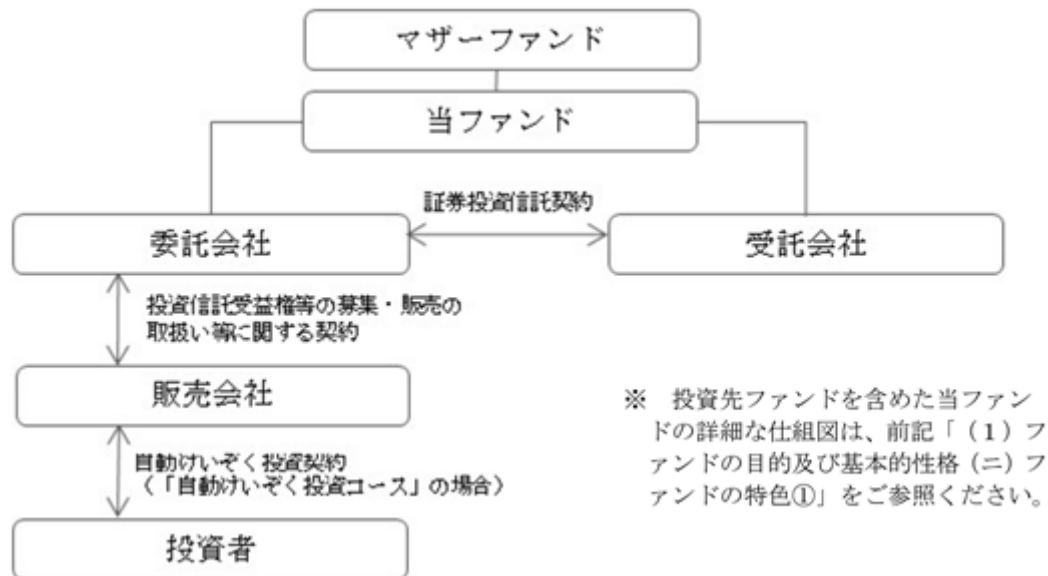 マザーファンド
当ファンド
証券投資信託契約
委託会社
受託会社
投資信託受益権等の募集・販売の
取扱い等に関する契約
販売会社
自動けいぞく投資契約
(「自動けいぞく投資コース」の場合)
投資者
※ 投資先ファンドを含めた当ファン
ドの詳細な仕組図は、前記「(1)フ
ァンドの目的及び基本的性格(ニ)フ
ァンドの特色①」をご参照ください。